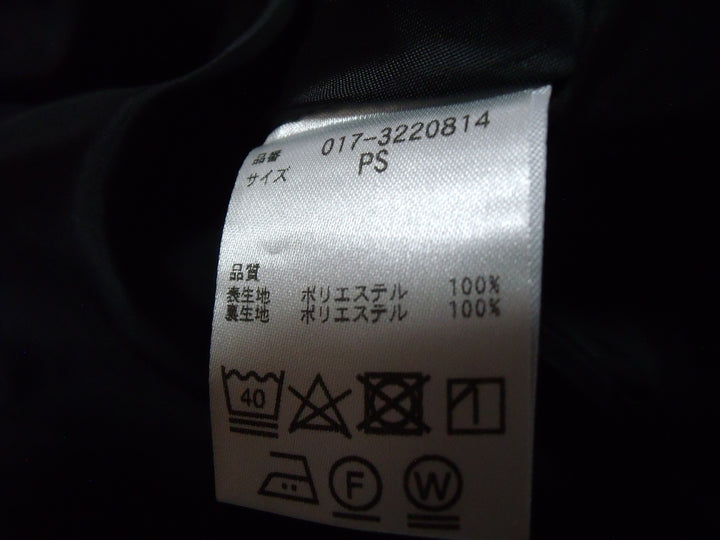 品番 017-3220814
サイズ PS
品質
表生地 ポリエステル 100%
裏生地 ポリエステル 100%
40
F W